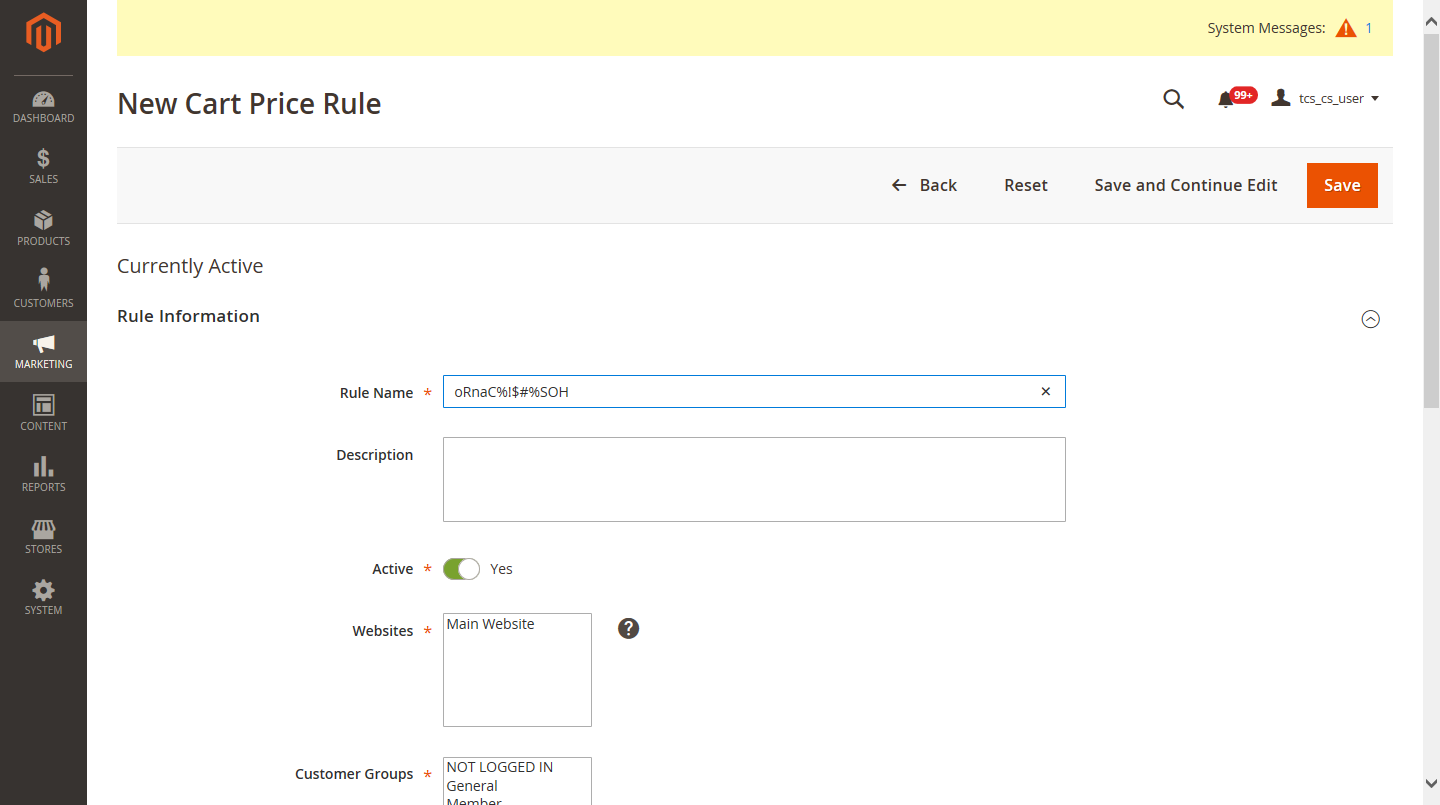 System Messages: 1
New Cart Price Rule
99+
tcs_cs_user
Back
Reset
Save and Continue Edit
Save
DASHBOARD
SALES
PRODUCTS
CUSTOMERS
MARKETING
CONTENT
REPORTS
STORES
SYSTEM
Currently Active
Rule Information
Rule Name *
oRnaC%!$#%SOH
Description
Active *
Yes
Websites *
Main Website
?
Customer Groups *
NOT LOGGED IN
General
Member